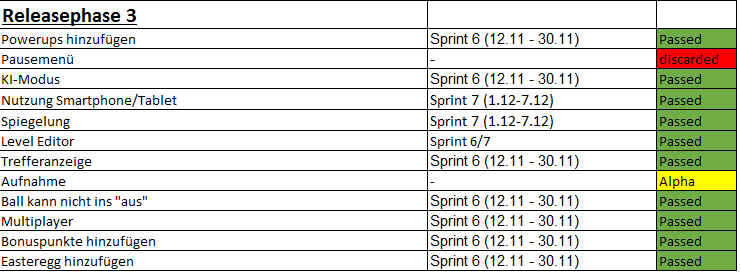 Releasephase 3
Powerups hinzufügen Sprint 6 (12.11 - 30.11) Passed
Pausemenü - discarded
KI-Modus Sprint 6 (12.11 - 30.11) Passed
Nutzung Smartphone/Tablet Sprint 7 (1.12-7.12) Passed
Spiegelung Sprint 7 (1.12-7.12) Passed
Level Editor Sprint 6/7 Passed
Trefferanzeige Sprint 6 (12.11 - 30.11) Passed
Aufnahme - Alpha
Ball kann nicht ins "aus" Sprint 6 (12.11 - 30.11) Passed
Multiplayer Sprint 6 (12.11 - 30.11) Passed
Bonuspunkte hinzufügen Sprint 6 (12.11 - 30.11) Passed
Easteregg hinzufügen Sprint 6 (12.11 - 30.11) Passed